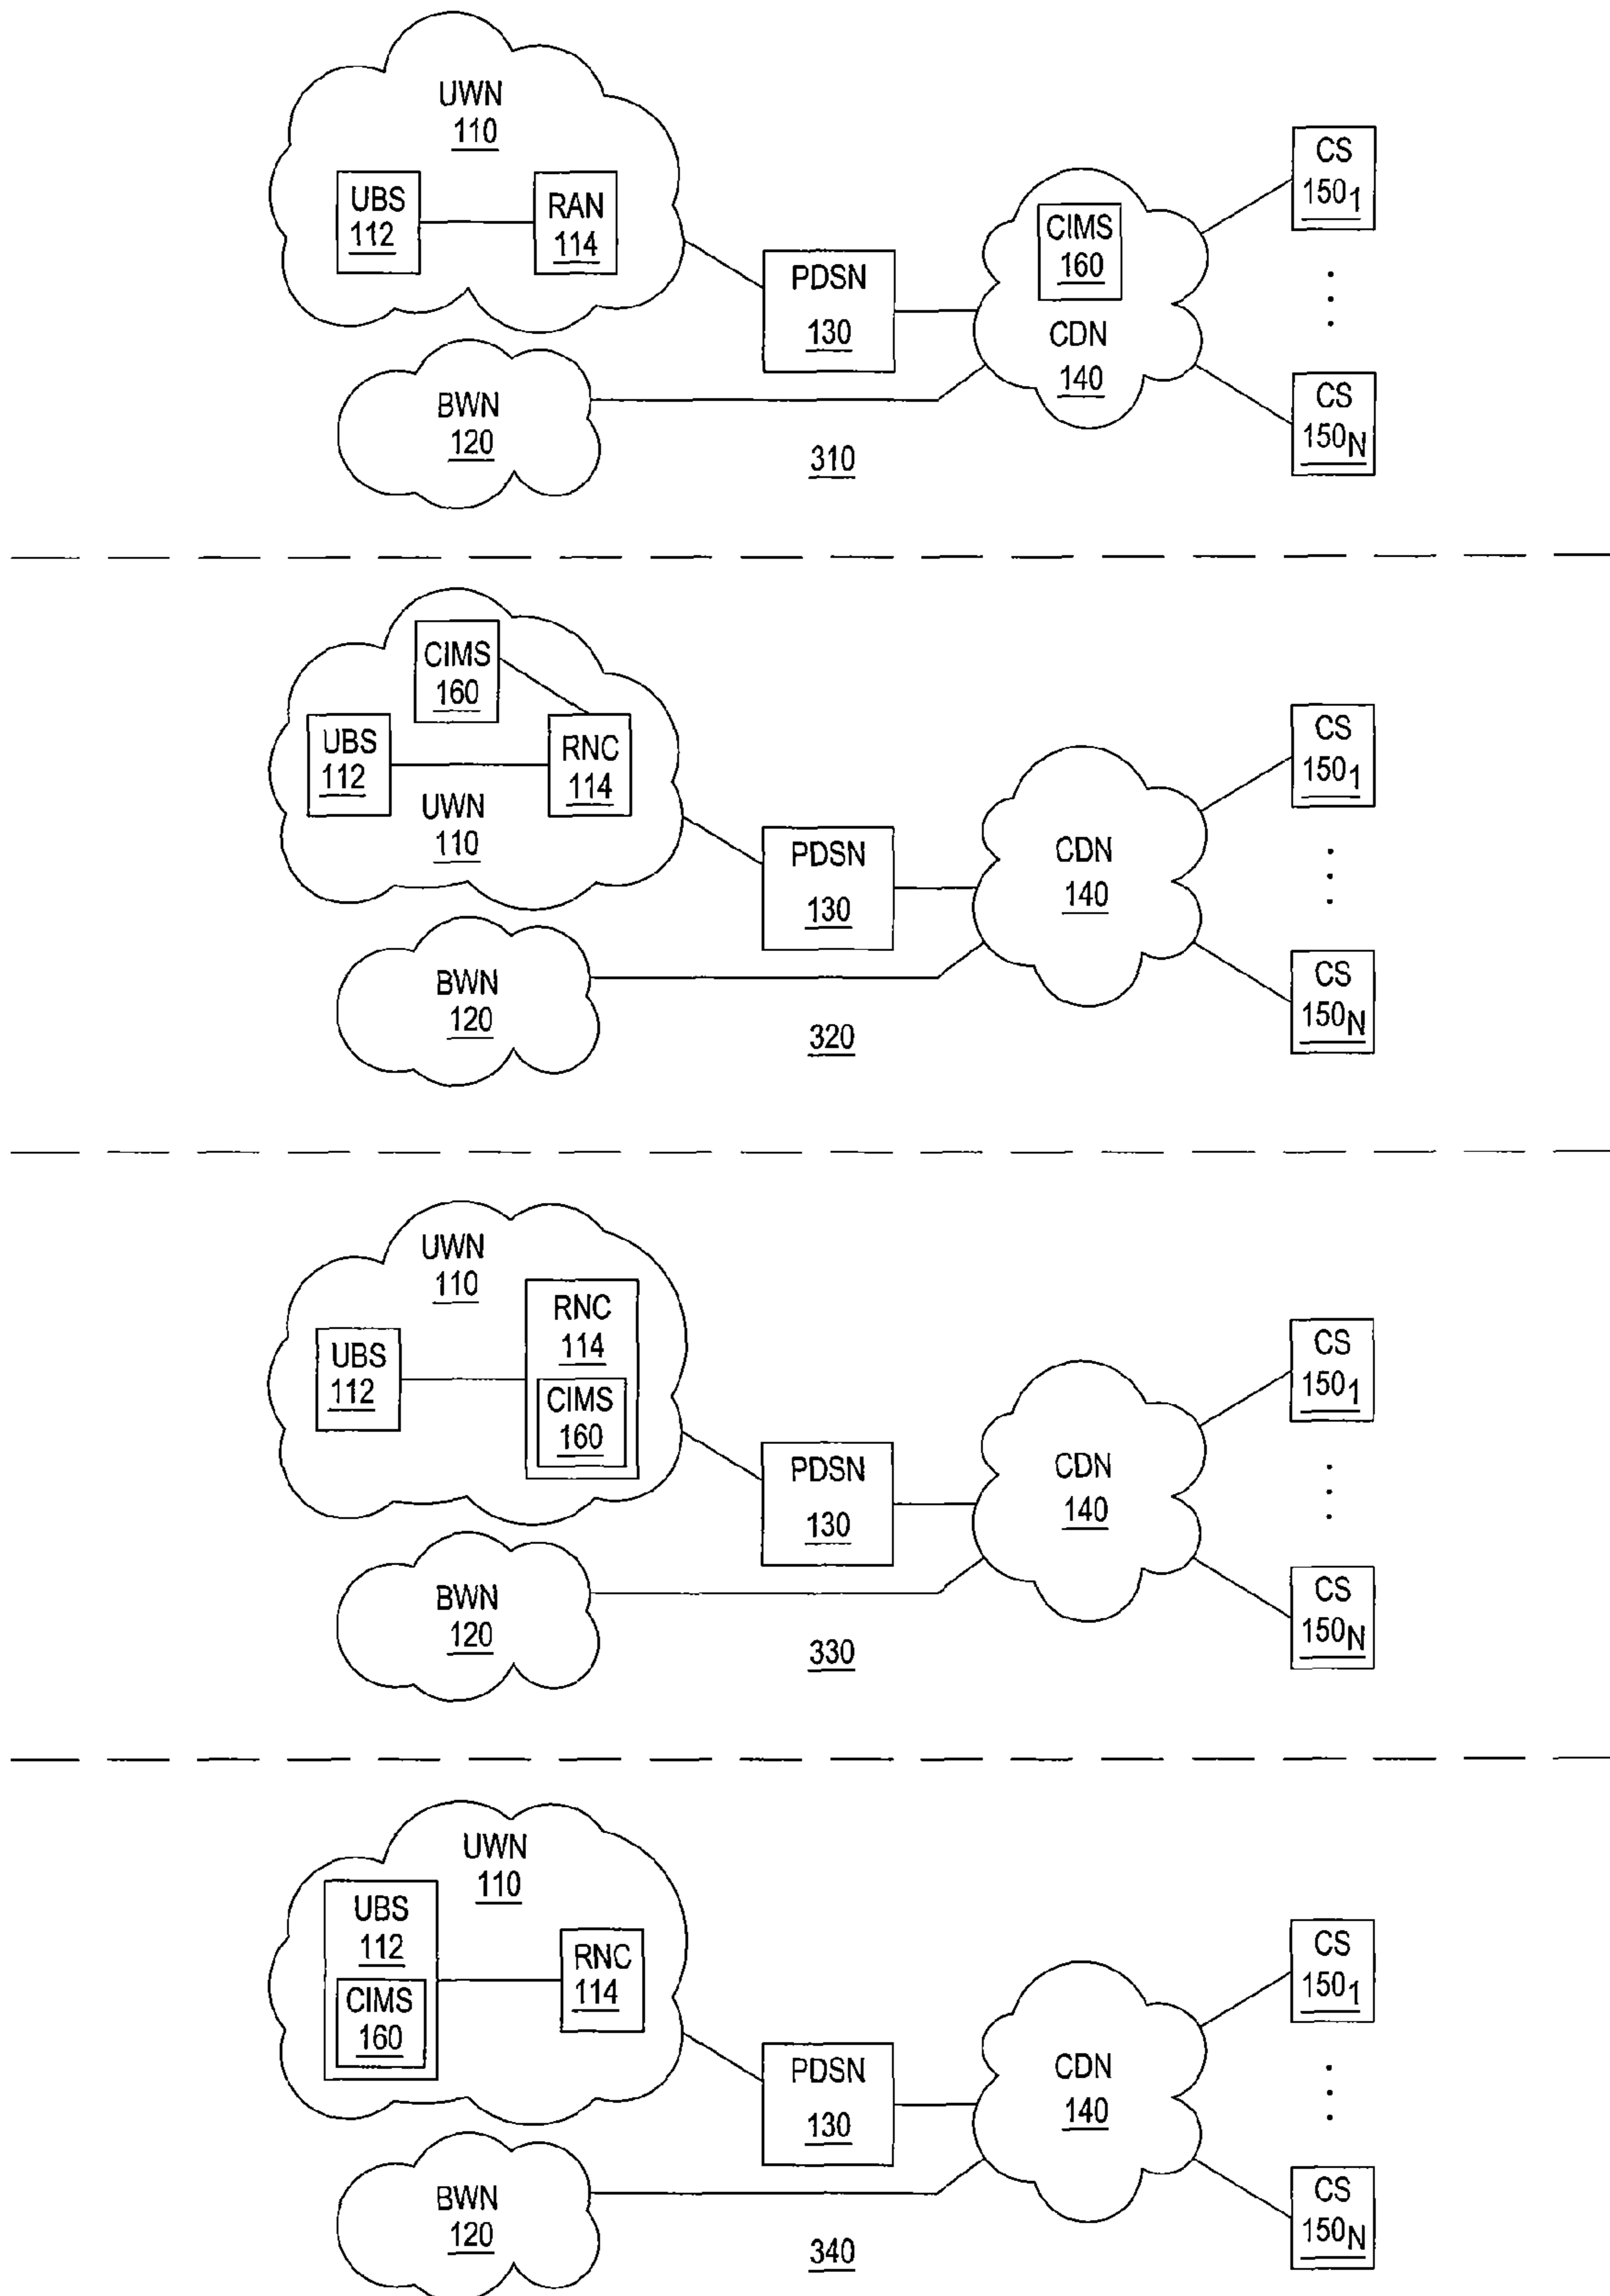 UWN
110
UBS
112
RAN
114
PDSN
130
CIMS
160
CDN
140
CS
150₁
CS
150N
BWN
120
310
CIMS
160
UBS
112
RNC
114
UWN
110
PDSN
130
CDN
140
CS
150₁
CS
150N
BWN
120
320
UWN
110
UBS
112
RNC
114
CIMS
160
PDSN
130
CDN
140
CS
150₁
CS
150N
BWN
120
330
UWN
110
UBS
112
CIMS
160
RNC
114
PDSN
130
CDN
140
CS
150₁
CS
150N
BWN
120
340